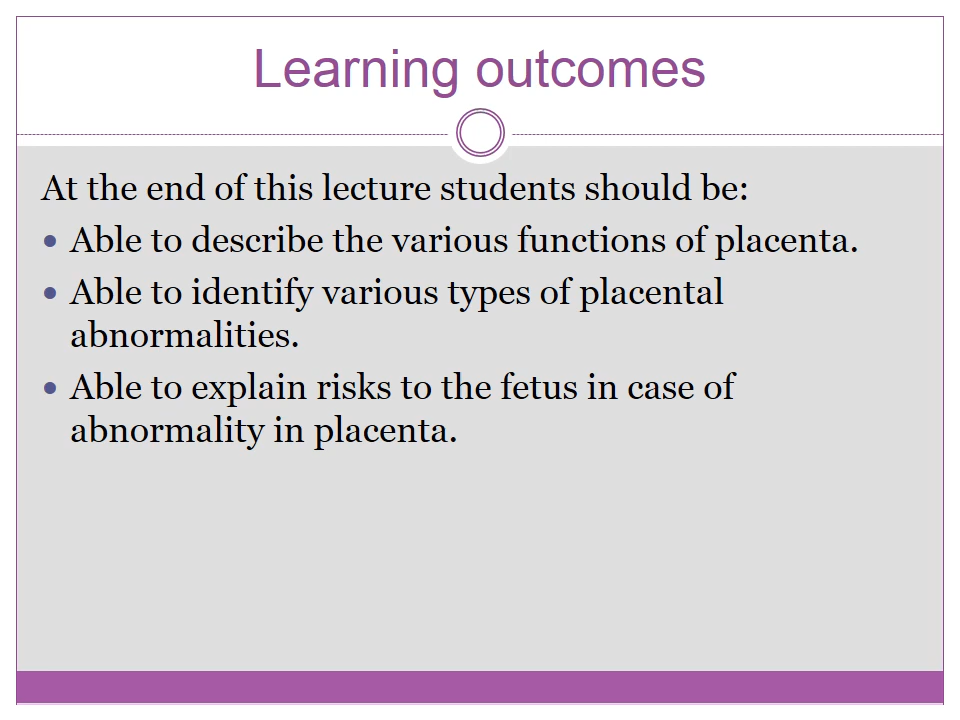 Learning outcomes
At the end of this lecture students should be:
• Able to describe the various functions of placenta.
• Able to identify various types of placental
abnormalities.
• Able to explain risks to the fetus in case of
abnormality in placenta.